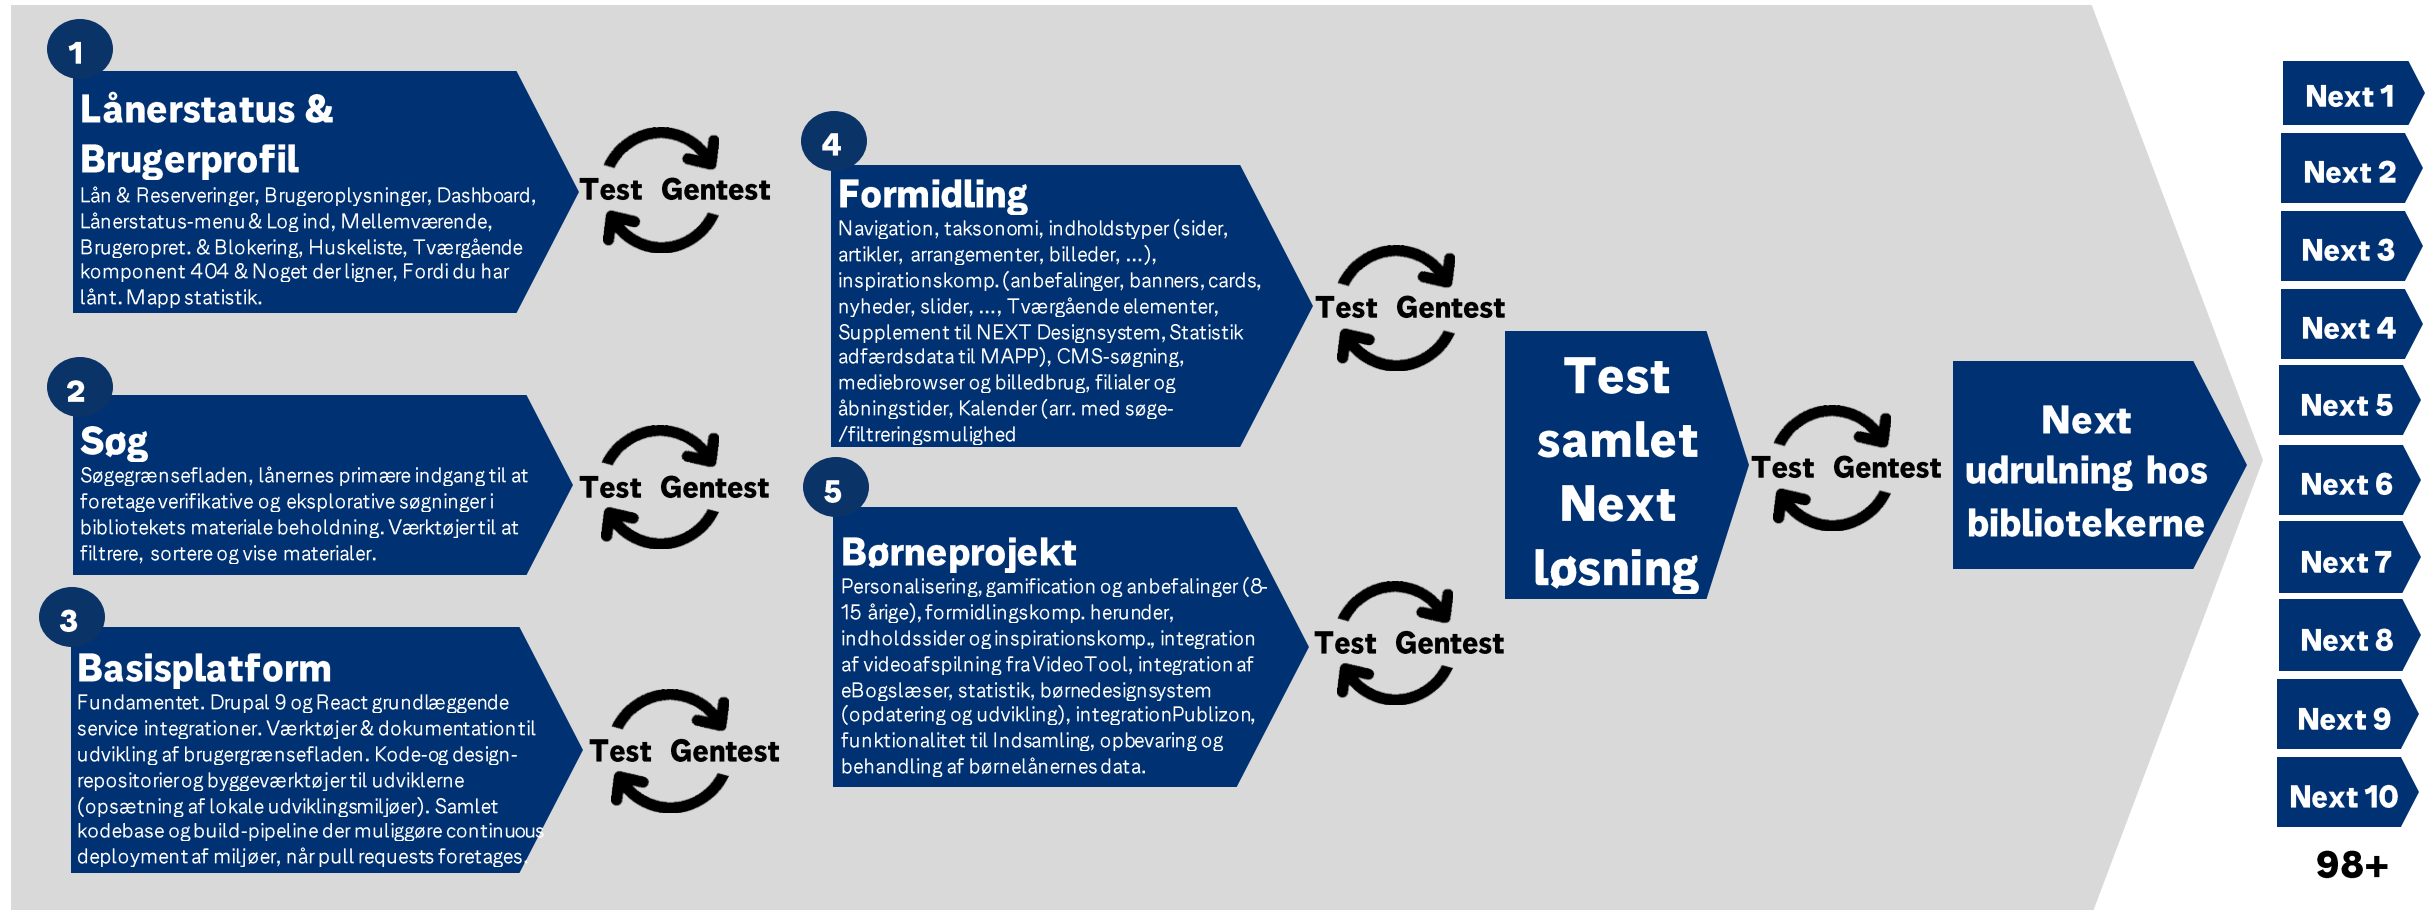 1
Lånerstatus &
Brugerprofil
Lån & Reserveringer, Brugeroplysninger, Dashboard,
Lånerstatus-menu & Log ind, Mellemværende,
Brugeropret. & Blokering, Huskeliste, Tværgående
komponent 404 & Noget der ligner, Fordi du har
lånt. Mapp statistik.
Test Gentest
2
Søg
Søgegrænsefladen, lånernes primære indgang til at
foretage verifikative og eksplorative søgninger i
bibliotekets materiale beholdning. Værktøjer til at
filtrere, sortere og vise materialer.
Test Gentest
3
Basisplatform
Fundamentet. Drupal 9 og React grundlæggende
service integrationer. Værktøjer & dokumentation til
udvikling af brugergrænsefladen. Kode-og design-
repositorier og byggeværktøjer til udviklerne
(opsætning af lokale udviklingsmiljøer). Samlet
kodebase og build-pipeline der muliggøre continuous
deployment af miljøer, når pull requests foretages.
Test Gentest
4
Formidling
Navigation, taksonomi, indholdstyper (sider,
artikler, arrangementer, billeder, ...),
inspirationskomp. (anbefalinger, banners, cards,
nyheder, slider, ..., Tværgående elementer,
Supplement til NEXT Designsystem, Statistik
adfærdsdata til MAPP), CMS-søgning,
mediebrowser og billedbrug, filialer og
åbningstider, Kalender (arr. med søge-
/filtreringsmulighed
Test Gentest
5
Børneprojekt
Personalisering, gamification og anbefalinger (8-
15 årige), formidlingskomp. herunder,
indholdssider og inspirationskomp., integration
af videoafspilning fra VideoTool, integration af
eBogslæser, statistik, børnedesignsystem
(opdatering og udvikling), integrationPublizon,
funktionalitet til Indsamling, opbevaring og
behandling af børnelånernes data.
Test Gentest
Test
samlet
Next
løsning
Test Gentest
Next
udrulning hos
bibliotekerne
Next 1
Next 2
Next 3
Next 4
Next 5
Next 6
Next 7
Next 8
Next 9
Next 10
98+